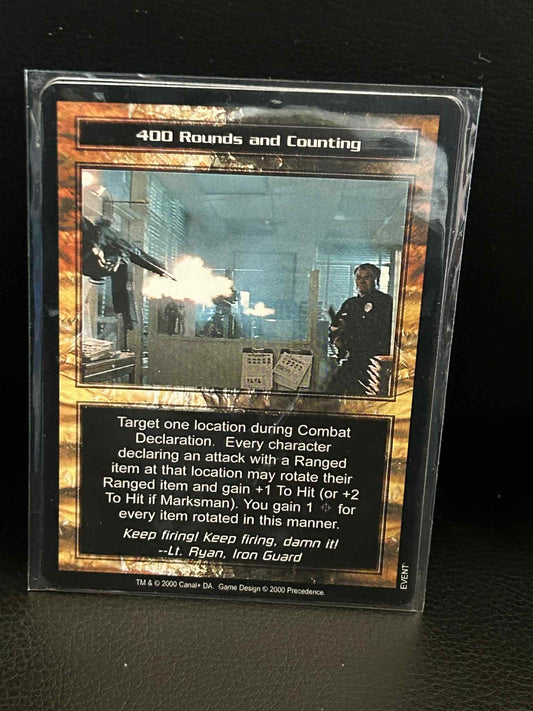 400 Rounds and Counting
Target one location during Combat
Declaration. Every character
declaring an attack with a Ranged
item at that location may rotate their
Ranged item and gain +1 To Hit (or +2
To Hit if Marksman). You gain 1 for
every item rotated in this manner.
Keep firing! Keep firing, damn it!
--Lt. Ryan, Iron Guard
TM & © 2000 Canal+ DA. Game Design © 2000 Precedence.
EVENT